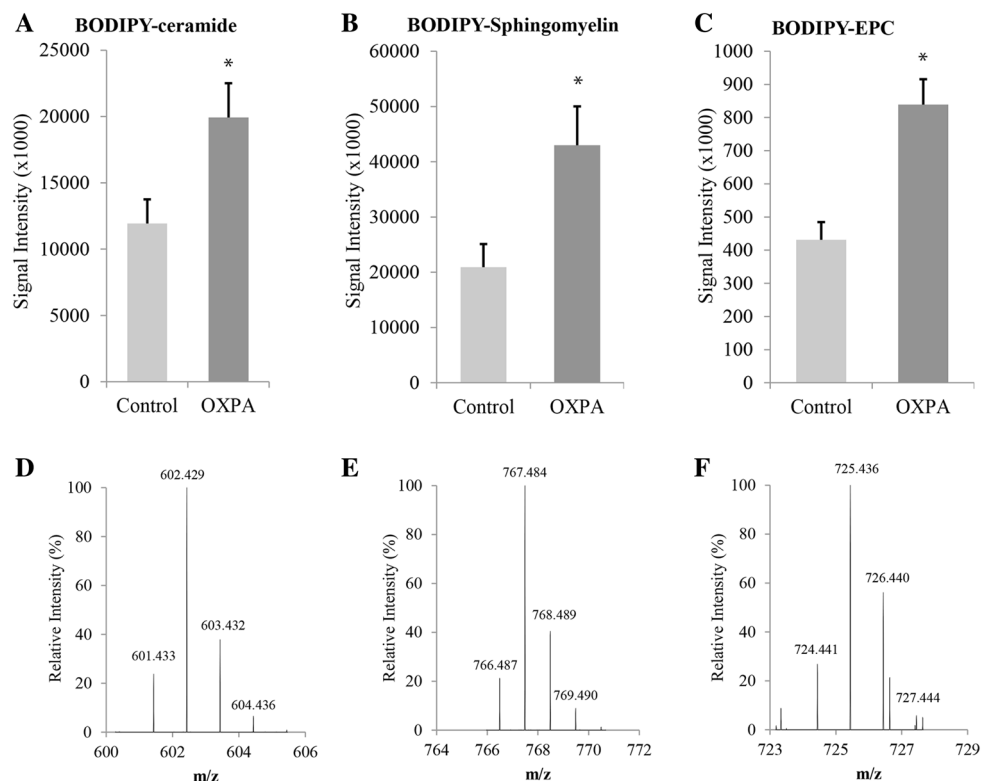 A
BODIPY-ceramide
25000
20000
15000
10000
5000
0
Signal Intensity (x1000)
*
Control
OXPA
B
BODIPY-Sphingomyelin
60000
50000
40000
30000
20000
10000
0
Signal Intensity (x1000)
*
Control
OXPA
C
BODIPY-EPC
1000
900
800
700
600
500
400
300
200
100
0
Signal Intensity (x1000)
*
Control
OXPA
D
602.429
603.432
601.433
604.436
100
80
60
40
20
0
Relative Intensity (%)
600
602
604
606
m/z
E
767.484
768.489
766.487
769.490
100
80
60
40
20
0
Relative Intensity (%)
764
766
768
770
772
m/z
F
725.436
726.440
724.441
727.444
100
80
60
40
20
0
Relative Intensity (%)
723
725
727
729
m/z